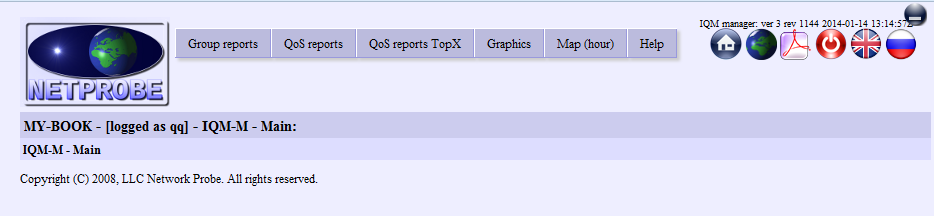 IQM manager: ver 3 rev 1144 2014-01-14 13:14:57
Group reports
QoS reports
QoS reports TopX
Graphics
Map (hour)
Help
NETPROBE
MY-BOOK - [logged as qq] - IQM-M - Main:
IQM-M - Main
Copyright (C) 2008, LLC Network Probe. All rights reserved.